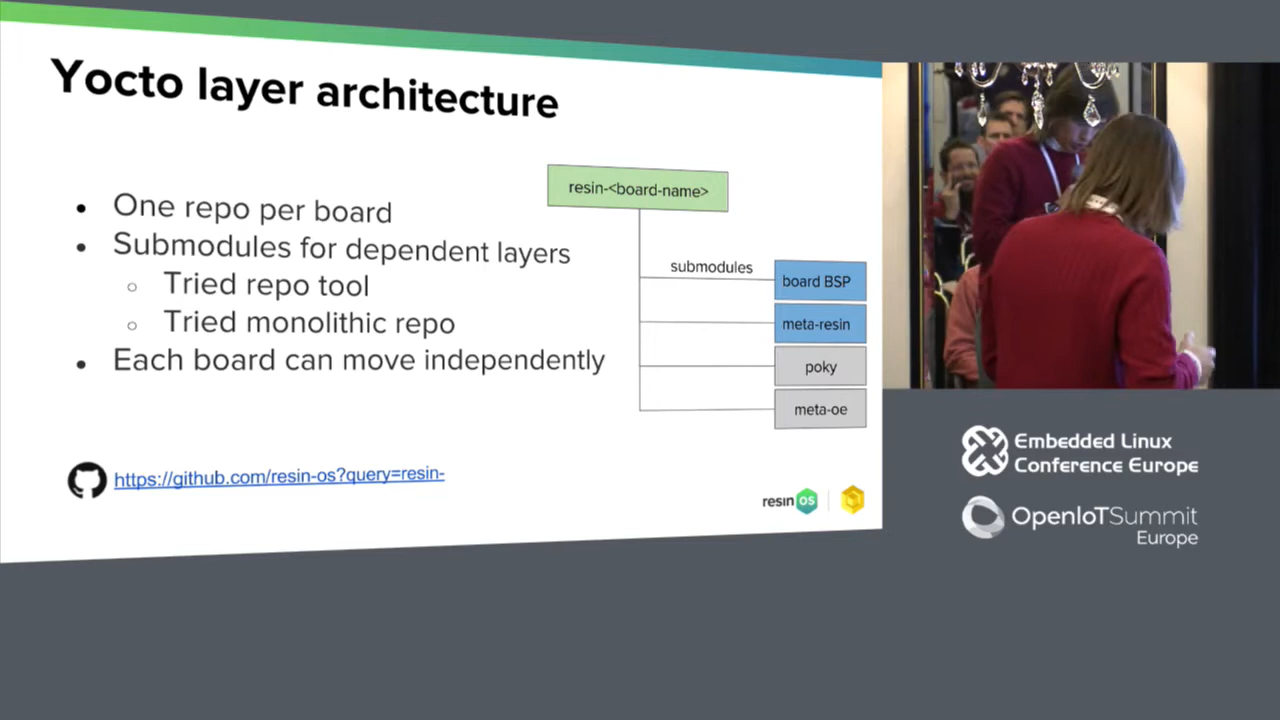 Yocto layer architecture
One repo per board
Submodules for dependent layers
Tried repo tool
Tried monolithic repo
Each board can move independently
https://github.com/resin-os?query=resin-
resin-<board-name>
submodules
board BSP
meta-resin
poky
meta-oe
resin OS
Embedded Linux
Conference Europe
OpenIoTSummit
Europe